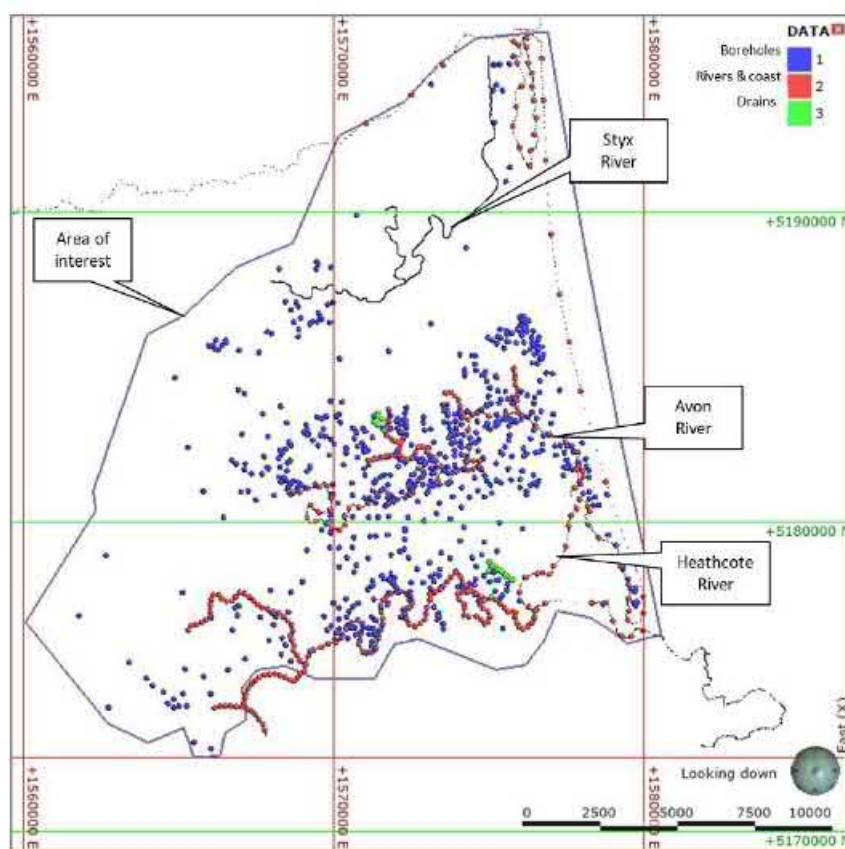 +1560000 E
+1570000 E
+1580000 E
DATA
Boreholes
1
Rivers & coast
2
Drains
3
Styx
River
+5190000 N
Area of
interest
Avon
River
+5180000 N
Heathcote
River
East (X)
Looking down
+1560000 E
+1570000 E
+1580000 E
0
2500
5000
7500
10000
+5170000 N